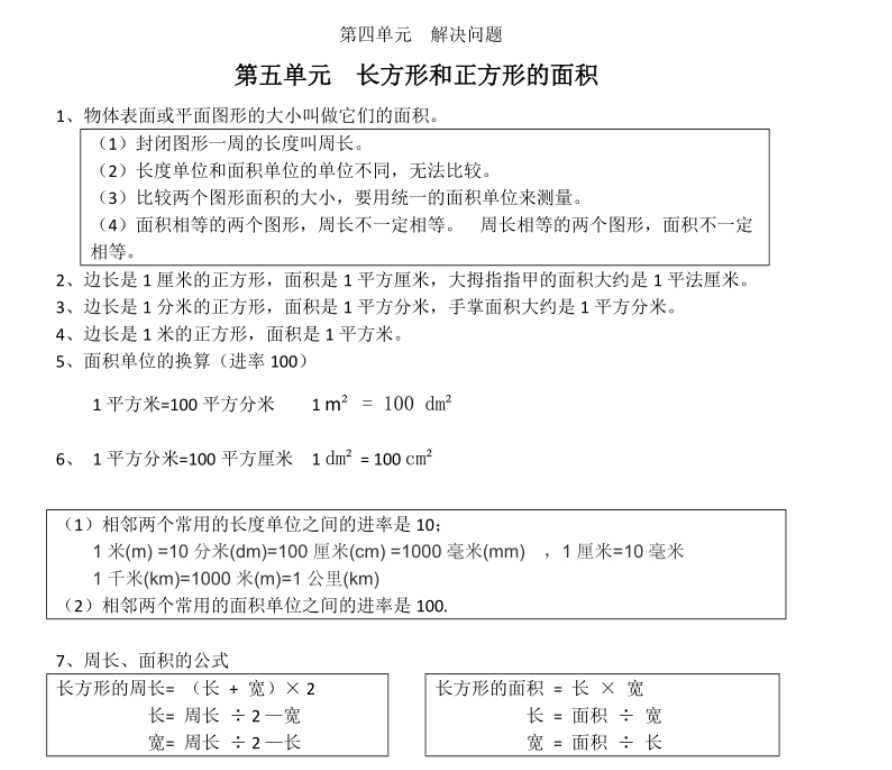 第四单元 解决问题
第五单元 长方形和正方形的面积
1、物体表面或平面图形的大小叫做它们的面积。
（1）封闭图形一周的长度叫周长。
（2）长度单位和面积单位的单位不同，无法比较。
（3）比较两个图形面积的大小，要用统一的面积单位来测量。
（4）面积相等的两个图形，周长不一定相等。 周长相等的两个图形，面积不一定
相等。
2、边长是 1 厘米的正方形，面积是 1 平方厘米，大拇指指甲的面积大约是 1 平法厘米。
3、边长是 1 分米的正方形，面积是 1 平方分米，手掌面积大约是 1 平方分米。
4、边长是 1 米的正方形，面积是 1 平方米。
5、面积单位的换算（进率 100）
1 平方米=100 平方分米 1 m² = 100 dm²
6、 1 平方分米=100 平方厘米 1 dm² = 100 cm²
（1）相邻两个常用的长度单位之间的进率是 10;
1 米(m) =10 分米(dm)=100 厘米(cm) =1000 毫米(mm) ，1 厘米=10 毫米
1 千米(km)=1000 米(m)=1 公里(km)
（2）相邻两个常用的面积单位之间的进率是 100.
7、周长、面积的公式
长方形的周长= （长 + 宽）× 2
长= 周长 ÷ 2 —宽
宽= 周长 ÷ 2 —长
长方形的面积 = 长 × 宽
长 = 面积 ÷ 宽
宽 = 面积 ÷ 长